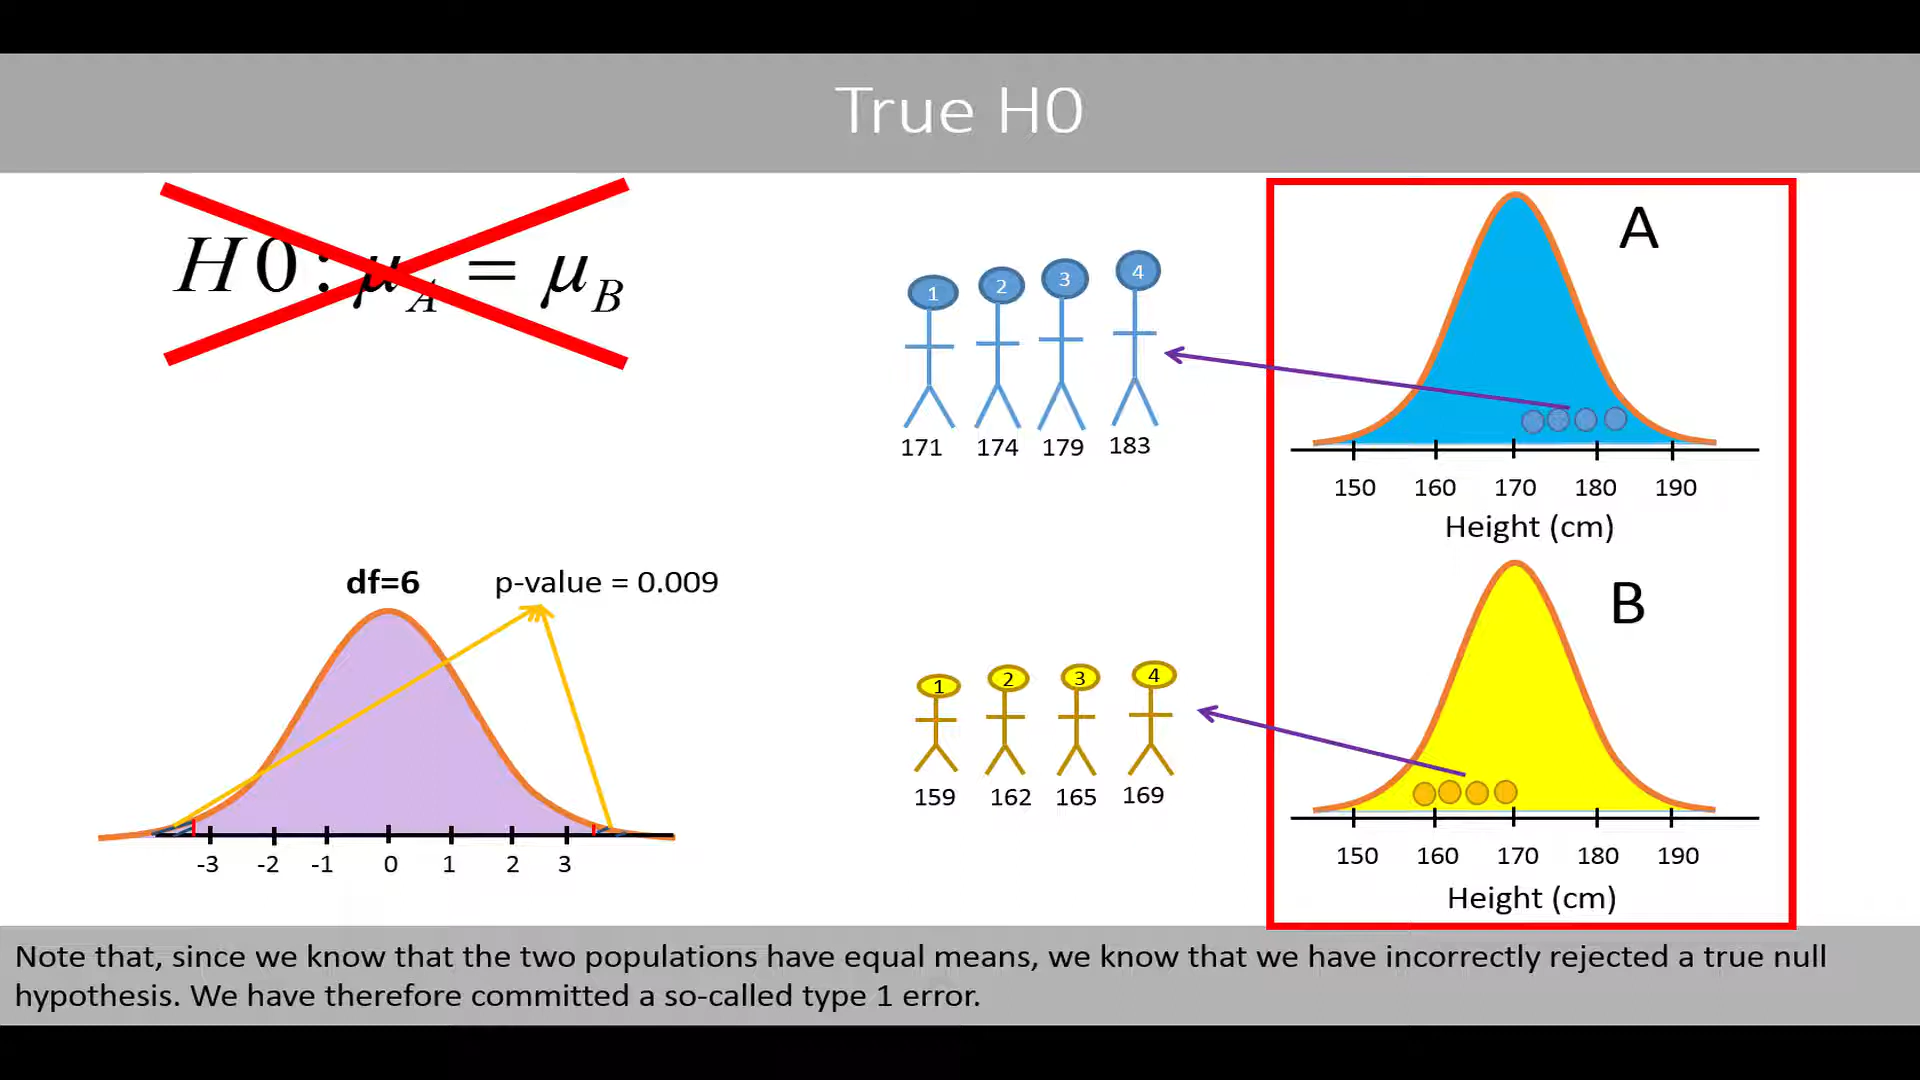 True H0
H0: μA = μB
A
1 2 3 4
171 174 179 183
150 160 170 180 190
Height (cm)
df=6 p-value = 0.009
B
1 2 3 4
159 162 165 169
-3 -2 -1 0 1 2 3
150 160 170 180 190
Height (cm)
Note that, since we know that the two populations have equal means, we know that we have incorrectly rejected a true null
hypothesis. We have therefore committed a so-called type 1 error.